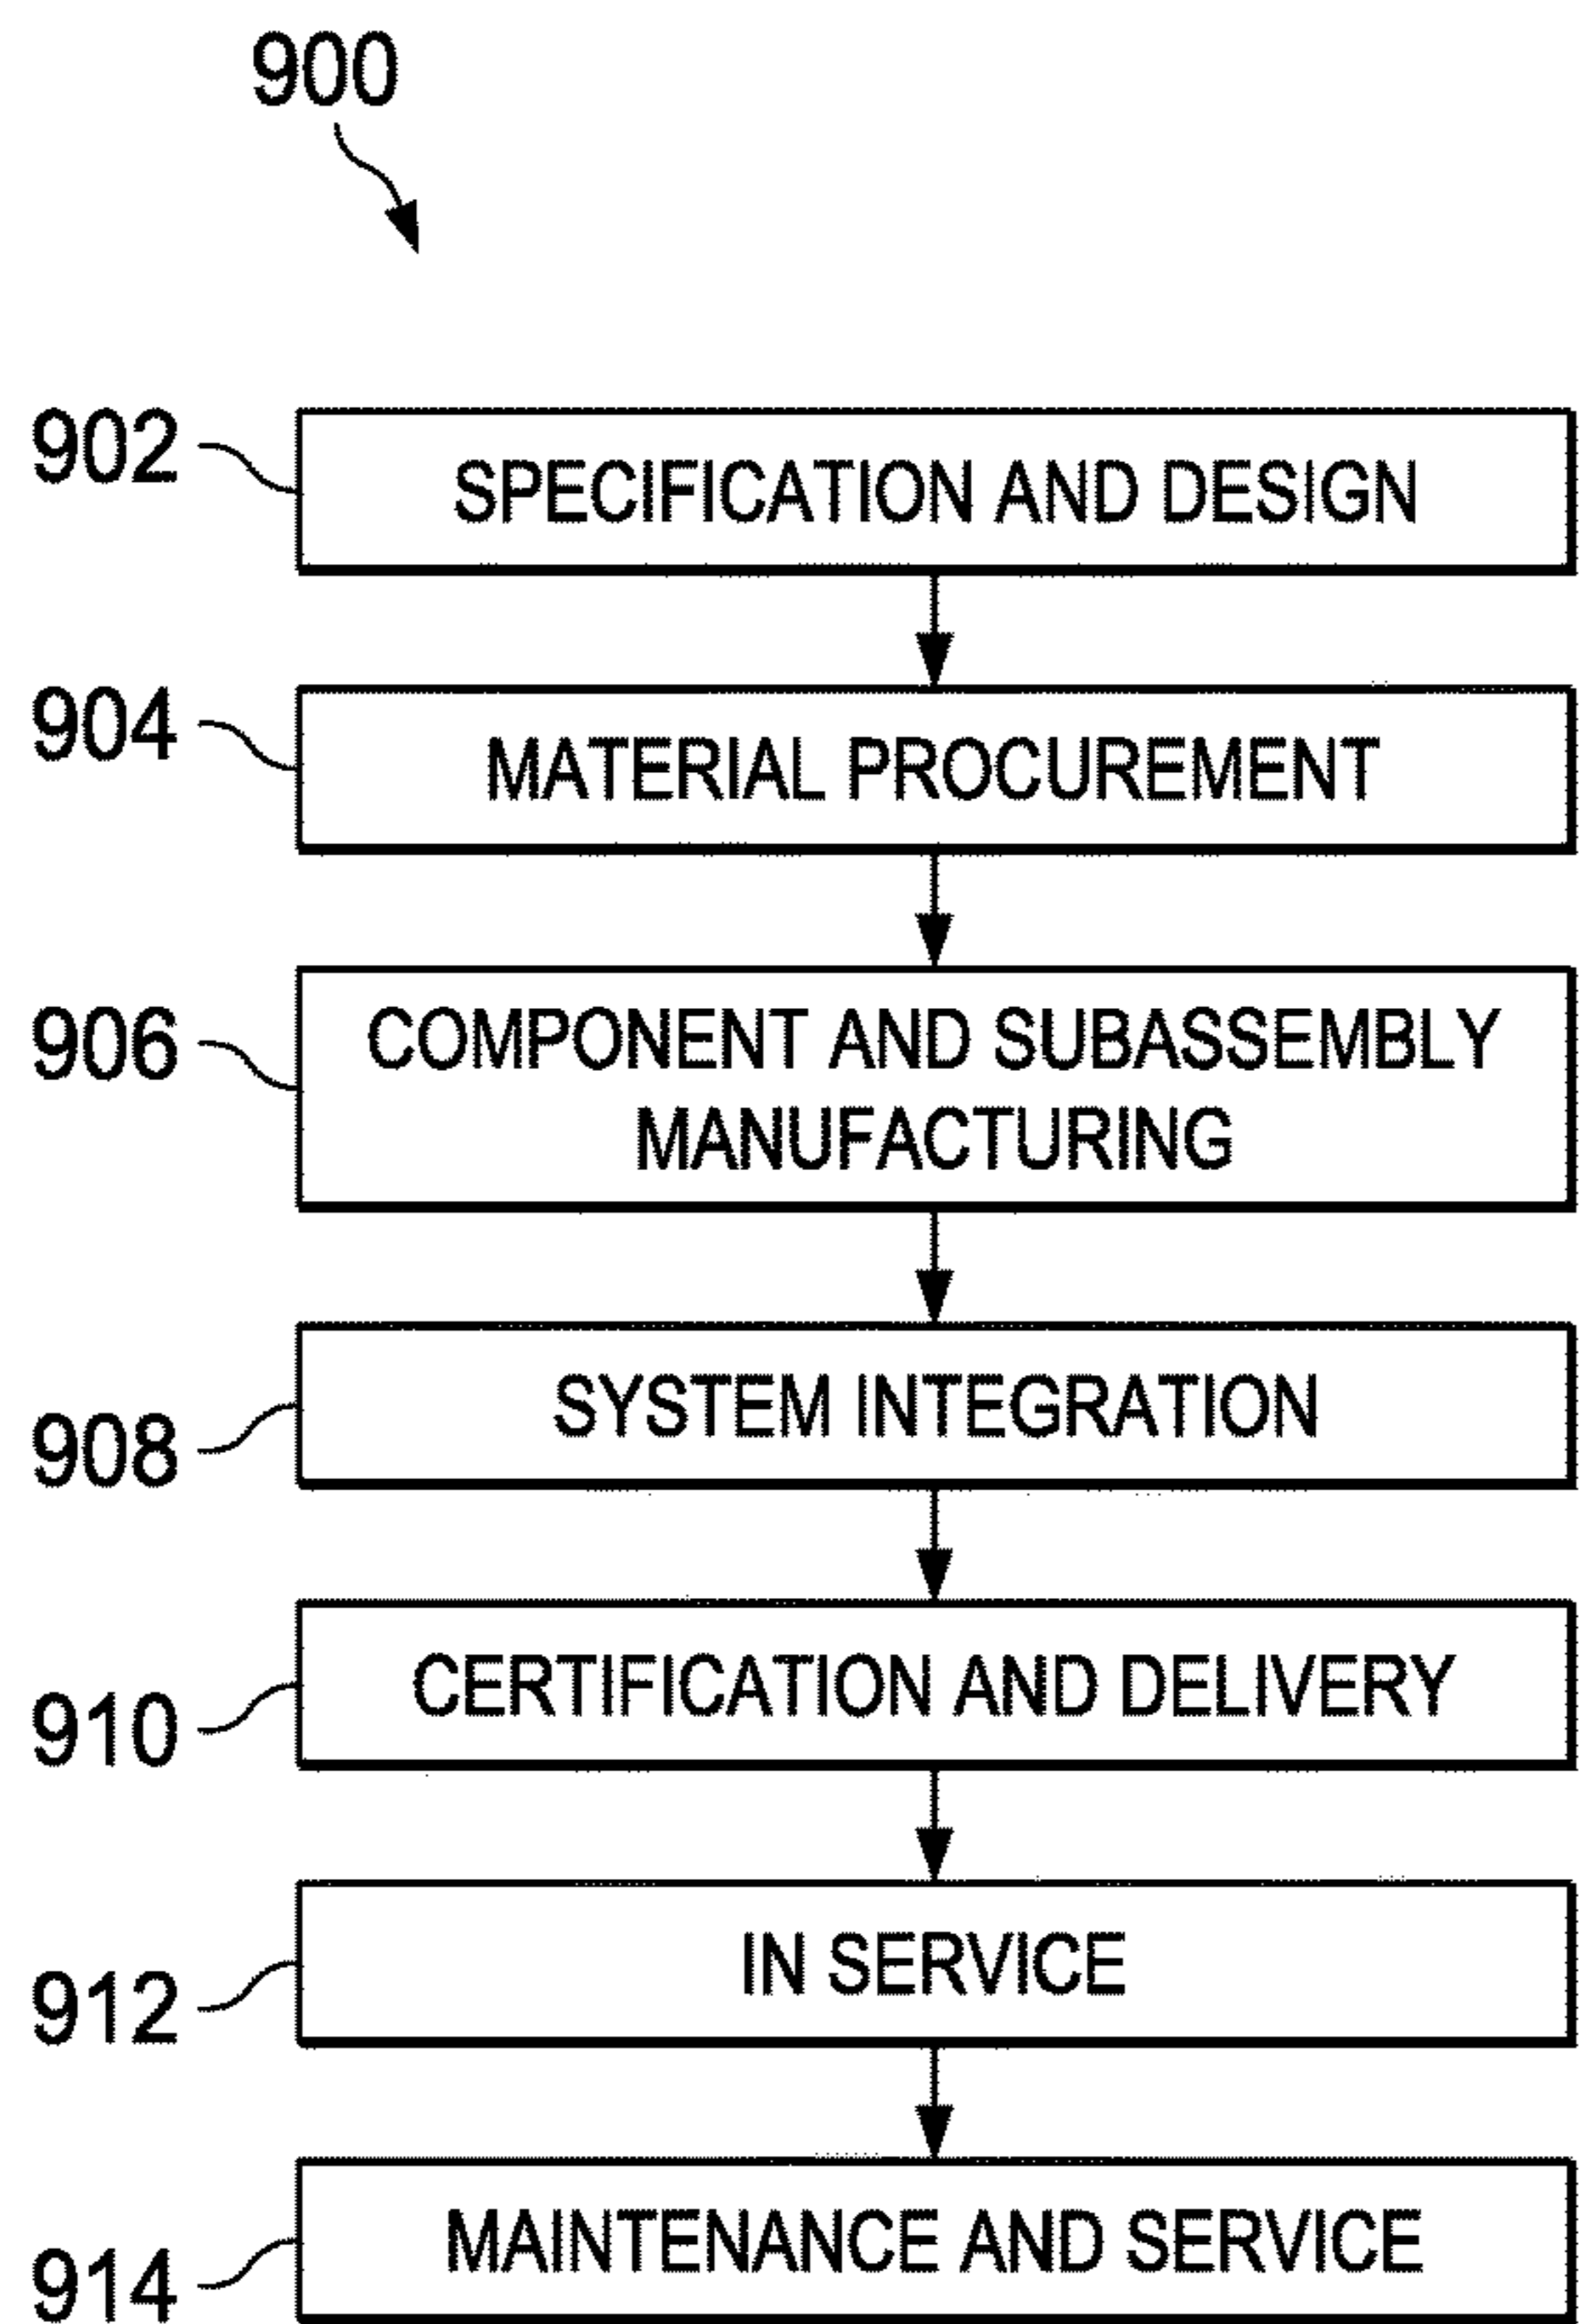 900
902
SPECIFICATION AND DESIGN
904
MATERIAL PROCUREMENT
906
COMPONENT AND SUBASSEMBLY
MANUFACTURING
908
SYSTEM INTEGRATION
910
CERTIFICATION AND DELIVERY
912
IN SERVICE
914
MAINTENANCE AND SERVICE